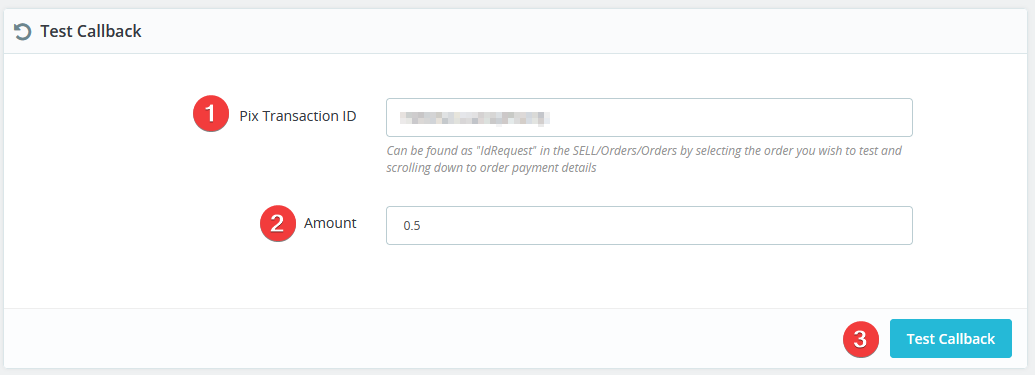 Test Callback
1 Pix Transaction ID
Can be found as "IdRequest" in the SELL/Orders/Orders by selecting the order you wish to test and
scrolling down to order payment details
2 Amount
0.5
3 Test Callback